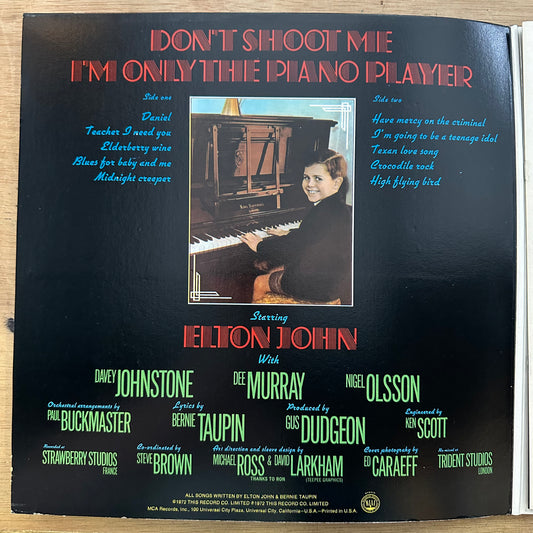 DON'T SHOOT ME
I'M ONLY THE PIANO PLAYER
Side one
Daniel
Teacher I need you
Elderberry wine
Blues for baby and me
Midnight creeper
Side two
Have mercy on the criminal
I'm going to be a teenage idol
Texan love song
Crocodile rock
High flying bird
Starring
ELTON JOHN
With
DAVEY JOHNSTONE
DEE MURRAY
NIGEL OLSSON
Orchestral arrangements by
PAUL BUCKMASTER
Lyrics by
BERNIE TAUPIN
Produced by
GUS DUDGEON
Engineered by
KEN SCOTT
Recorded at
STRAWBERRY STUDIOS
FRANCE
Co-ordinated by
STEVE BROWN
Art direction and sleeve design by
MICHAEL ROSS & DAVID LARKHAM
THANKS TO RON (TEEPEE GRAPHICS)
Cover photography by
ED CARAEFF
Re-mixed at
TRIDENT STUDIOS
LONDON
ALL SONGS WRITTEN BY ELTON JOHN & BERNIE TAUPIN
©1972 THIS RECORD CO. LIMITED ℗1972 THIS RECORD CO. LIMITED
MCA Records, Inc., 100 Universal City Plaza, Universal City, California—U.S.A.—Printed in U.S.A.